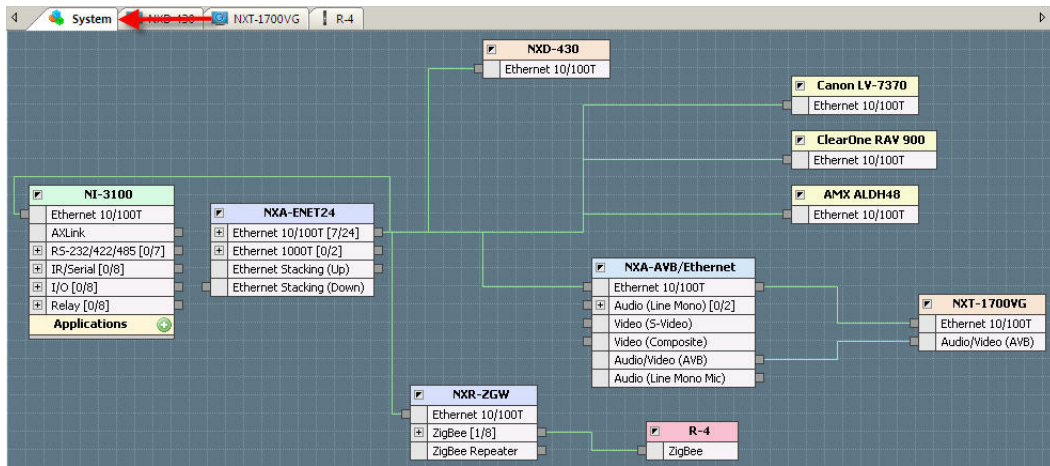 System
NXD-430
NXT-1700VG
R-4
NXD-430
Ethernet 10/100T
Canon LV-7370
Ethernet 10/100T
ClearOne RAV 900
Ethernet 10/100T
AMX ALDH48
Ethernet 10/100T
NI-3100
Ethernet 10/100T
AXLink
RS-232/422/485 [0/7]
IR/Serial [0/8]
I/O [0/8]
Relay [0/8]
Applications
NXA-ENET24
Ethernet 10/100T [7/24]
Ethernet 1000T [0/2]
Ethernet Stacking (Up)
Ethernet Stacking (Down)
NXA-AVB/Ethernet
Ethernet 10/100T
Audio (Line Mono) [0/2]
Video (S-Video)
Video (Composite)
Audio/Video (AVB)
Audio (Line Mono Mic)
NXT-1700VG
Ethernet 10/100T
Audio/Video (AVB)
NXR-ZGW
Ethernet 10/100T
ZigBee [1/8]
ZigBee Repeater
R-4
ZigBee